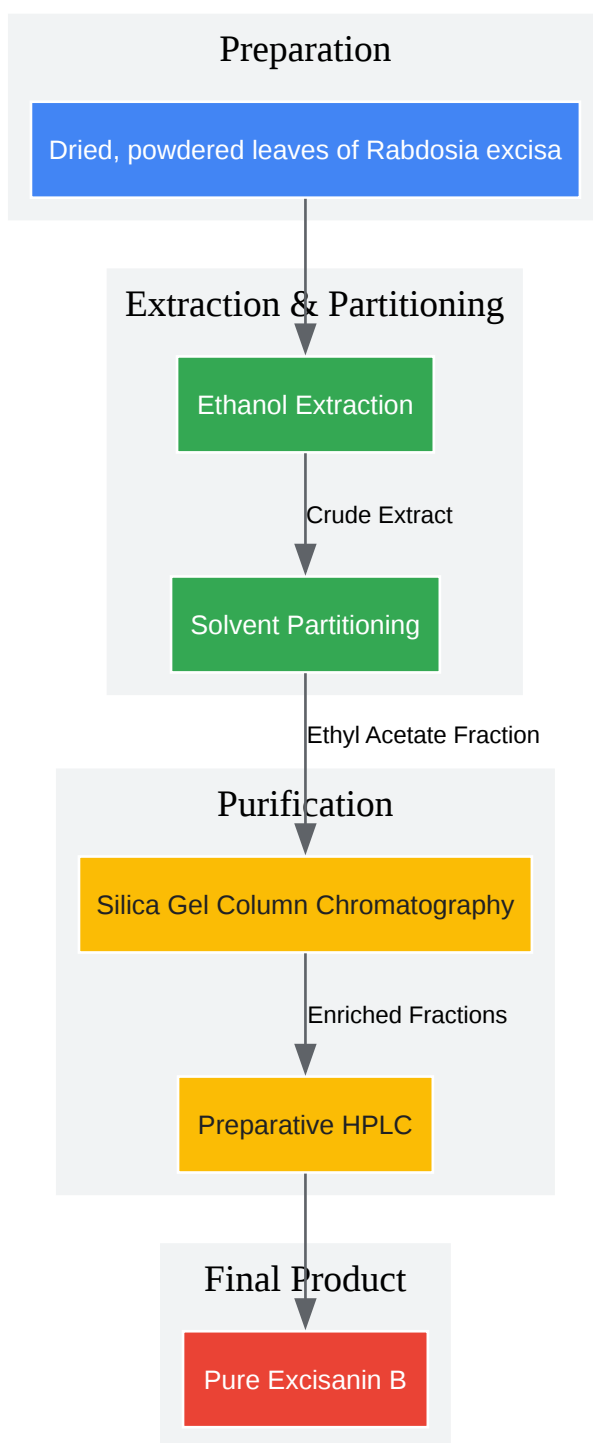 Preparation
Dried, powdered leaves of Rabdosia excisa
Extraction & Partitioning
Ethanol Extraction
Crude Extract
Solvent Partitioning
Ethyl Acetate Fraction
Purification
Silica Gel Column Chromatography
Enriched Fractions
Preparative HPLC
Final Product
Pure Excisanin B